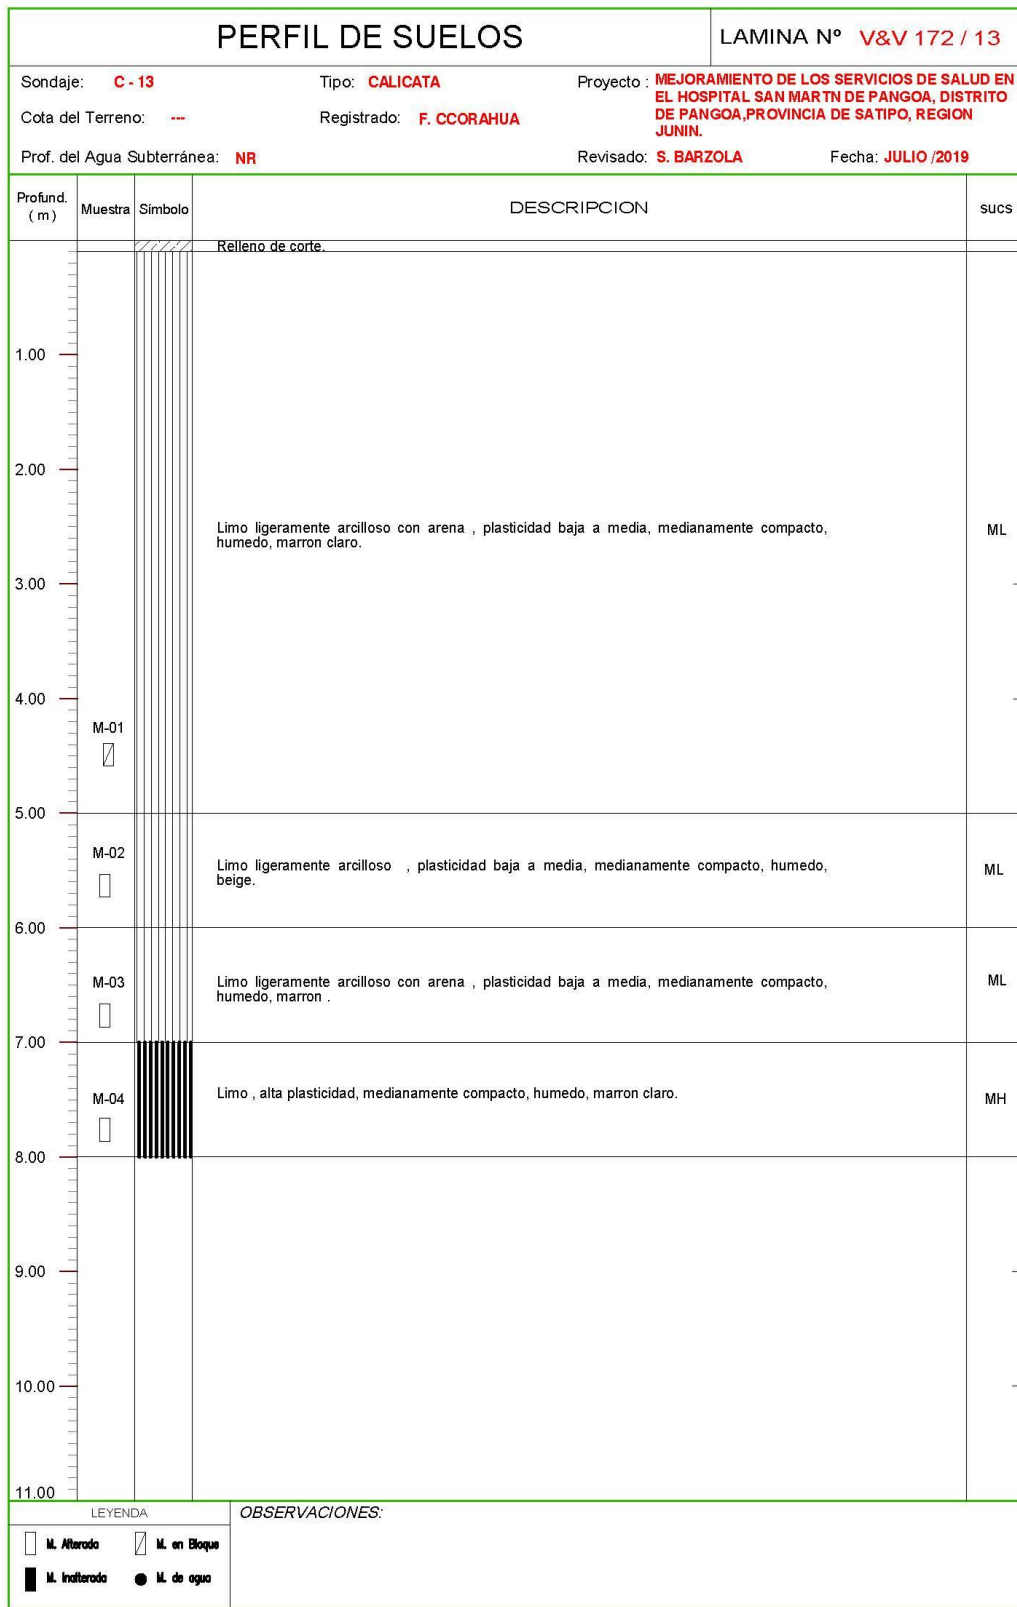 PERFIL DE SUELOS
LAMINA Nº V&V 172 / 13
Sondaje: C - 13
Tipo: CALICATA
Proyecto : MEJORAMIENTO DE LOS SERVICIOS DE SALUD EN
EL HOSPITAL SAN MARTN DE PANGOA, DISTRITO
DE PANGOA,PROVINCIA DE SATIPO, REGION
JUNIN.
Cota del Terreno: ---
Registrado: F. CCORAHUA
Prof. del Agua Subterránea: NR
Revisado: S. BARZOLA
Fecha: JULIO /2019
Profund.
( m )
Muestra
Símbolo
DESCRIPCION
sucs
Relleno de corte.
1.00
2.00
Limo ligeramente arcilloso con arena , plasticidad baja a media, medianamente compacto,
humedo, marron claro.
ML
3.00
4.00
M-01
5.00
M-02
Limo ligeramente arcilloso , plasticidad baja a media, medianamente compacto, humedo,
beige.
ML
6.00
M-03
Limo ligeramente arcilloso con arena , plasticidad baja a media, medianamente compacto,
humedo, marron .
ML
7.00
M-04
Limo , alta plasticidad, medianamente compacto, humedo, marron claro.
MH
8.00
9.00
10.00
11.00
LEYENDA
OBSERVACIONES:
M. Alterada
M. en Bloque
M. Inalterada
M. de agua